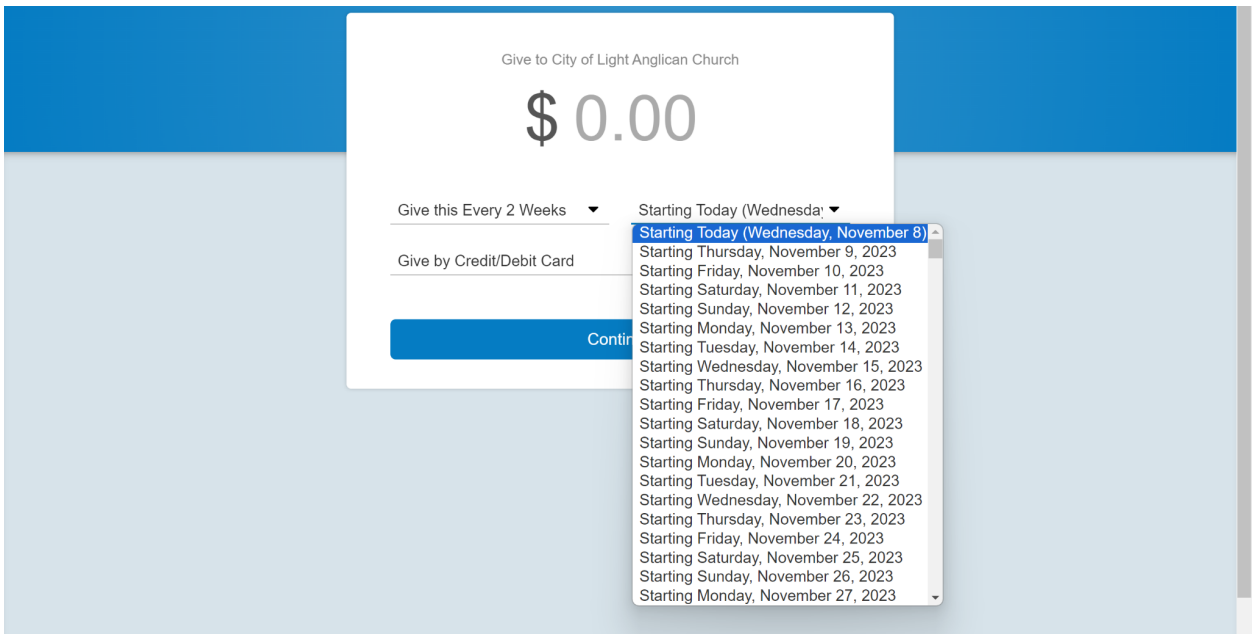 Give to City of Light Anglican Church
$ 0.00
Give this Every 2 Weeks
Starting Today (Wednesday
Give by Credit/Debit Card
Contin
Starting Today (Wednesday, November 8)
Starting Thursday, November 9, 2023
Starting Friday, November 10, 2023
Starting Saturday, November 11, 2023
Starting Sunday, November 12, 2023
Starting Monday, November 13, 2023
Starting Tuesday, November 14, 2023
Starting Wednesday, November 15, 2023
Starting Thursday, November 16, 2023
Starting Friday, November 17, 2023
Starting Saturday, November 18, 2023
Starting Sunday, November 19, 2023
Starting Monday, November 20, 2023
Starting Tuesday, November 21, 2023
Starting Wednesday, November 22, 2023
Starting Thursday, November 23, 2023
Starting Friday, November 24, 2023
Starting Saturday, November 25, 2023
Starting Sunday, November 26, 2023
Starting Monday, November 27, 2023